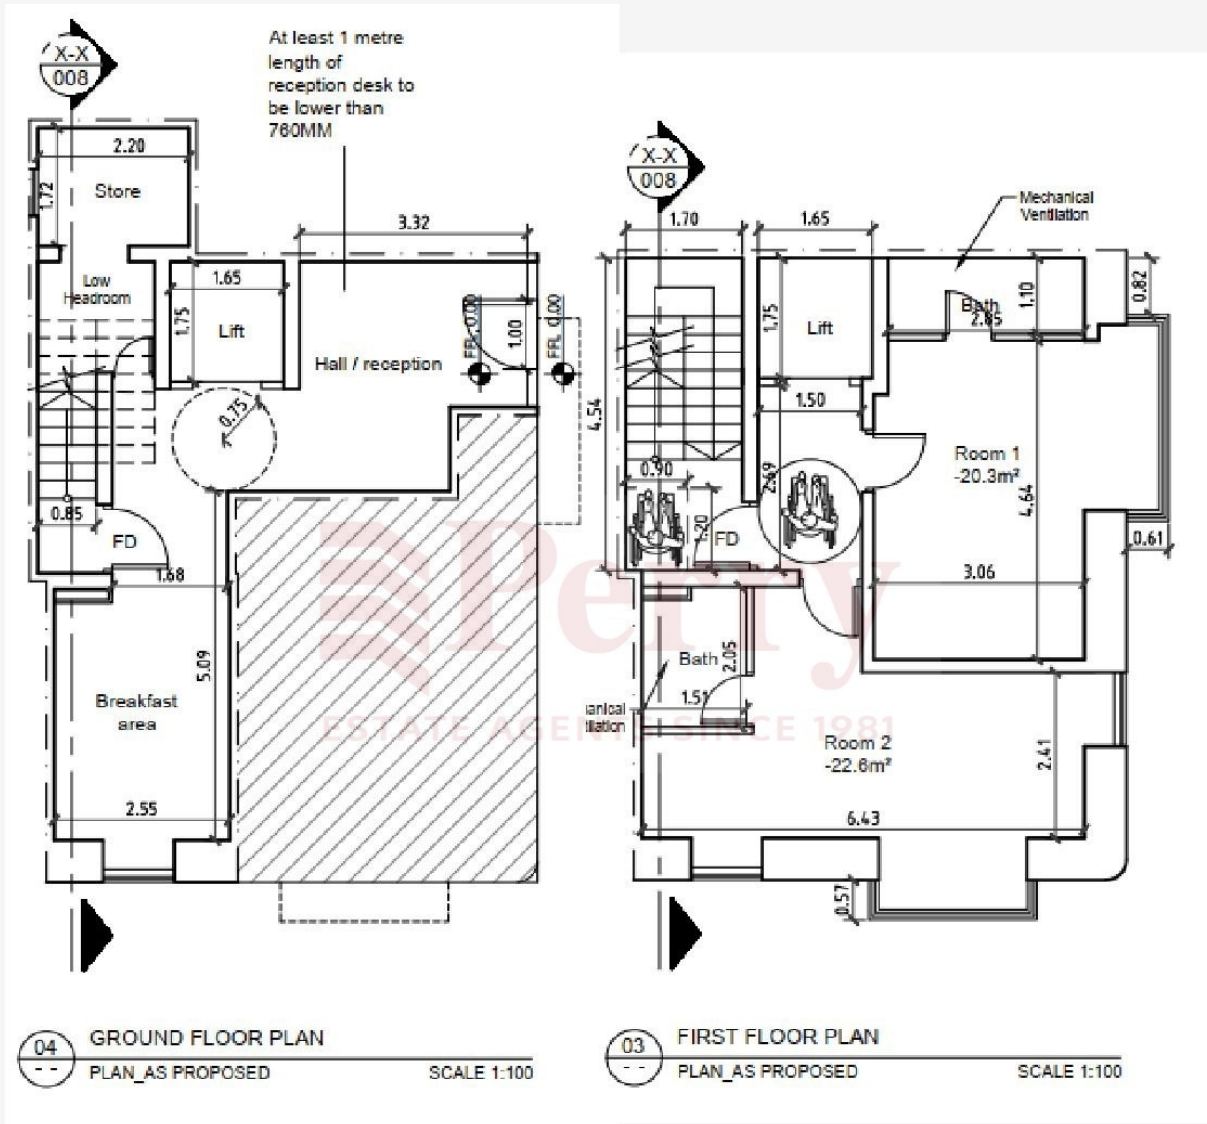 X-X
008
At least 1 metre
length of
reception desk to
be lower than
760MM
2.20
1.72
Store
3.32
Low
Headroom
1.65
1.75
Lift
FFL 0.00
1.00
FFL 0.00
Hall / reception
0.75
0.85
FD
1.68
5.09
Breakfast
area
2.55
X-X
008
Mechanical
Ventilation
1.70
1.65
0.82
1.10
Bath
2.85
1.75
Lift
4.54
1.50
Room 1
-20.3m²
0.90
2.69
4.64
1.20
FD
0.61
3.06
Bath
2.05
1.51
anical
ilation
Room 2
-22.6m²
2.41
6.43
0.57
Perry
ESTATE AGENTS SINCE 1981
04
--
GROUND FLOOR PLAN
PLAN_AS PROPOSED
SCALE 1:100
03
--
FIRST FLOOR PLAN
PLAN_AS PROPOSED
SCALE 1:100